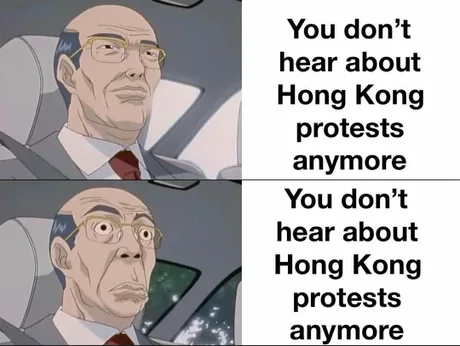 You don't
hear about
Hong Kong
protests
anymore
You don't
hear about
Hong Kong
protests
anymore